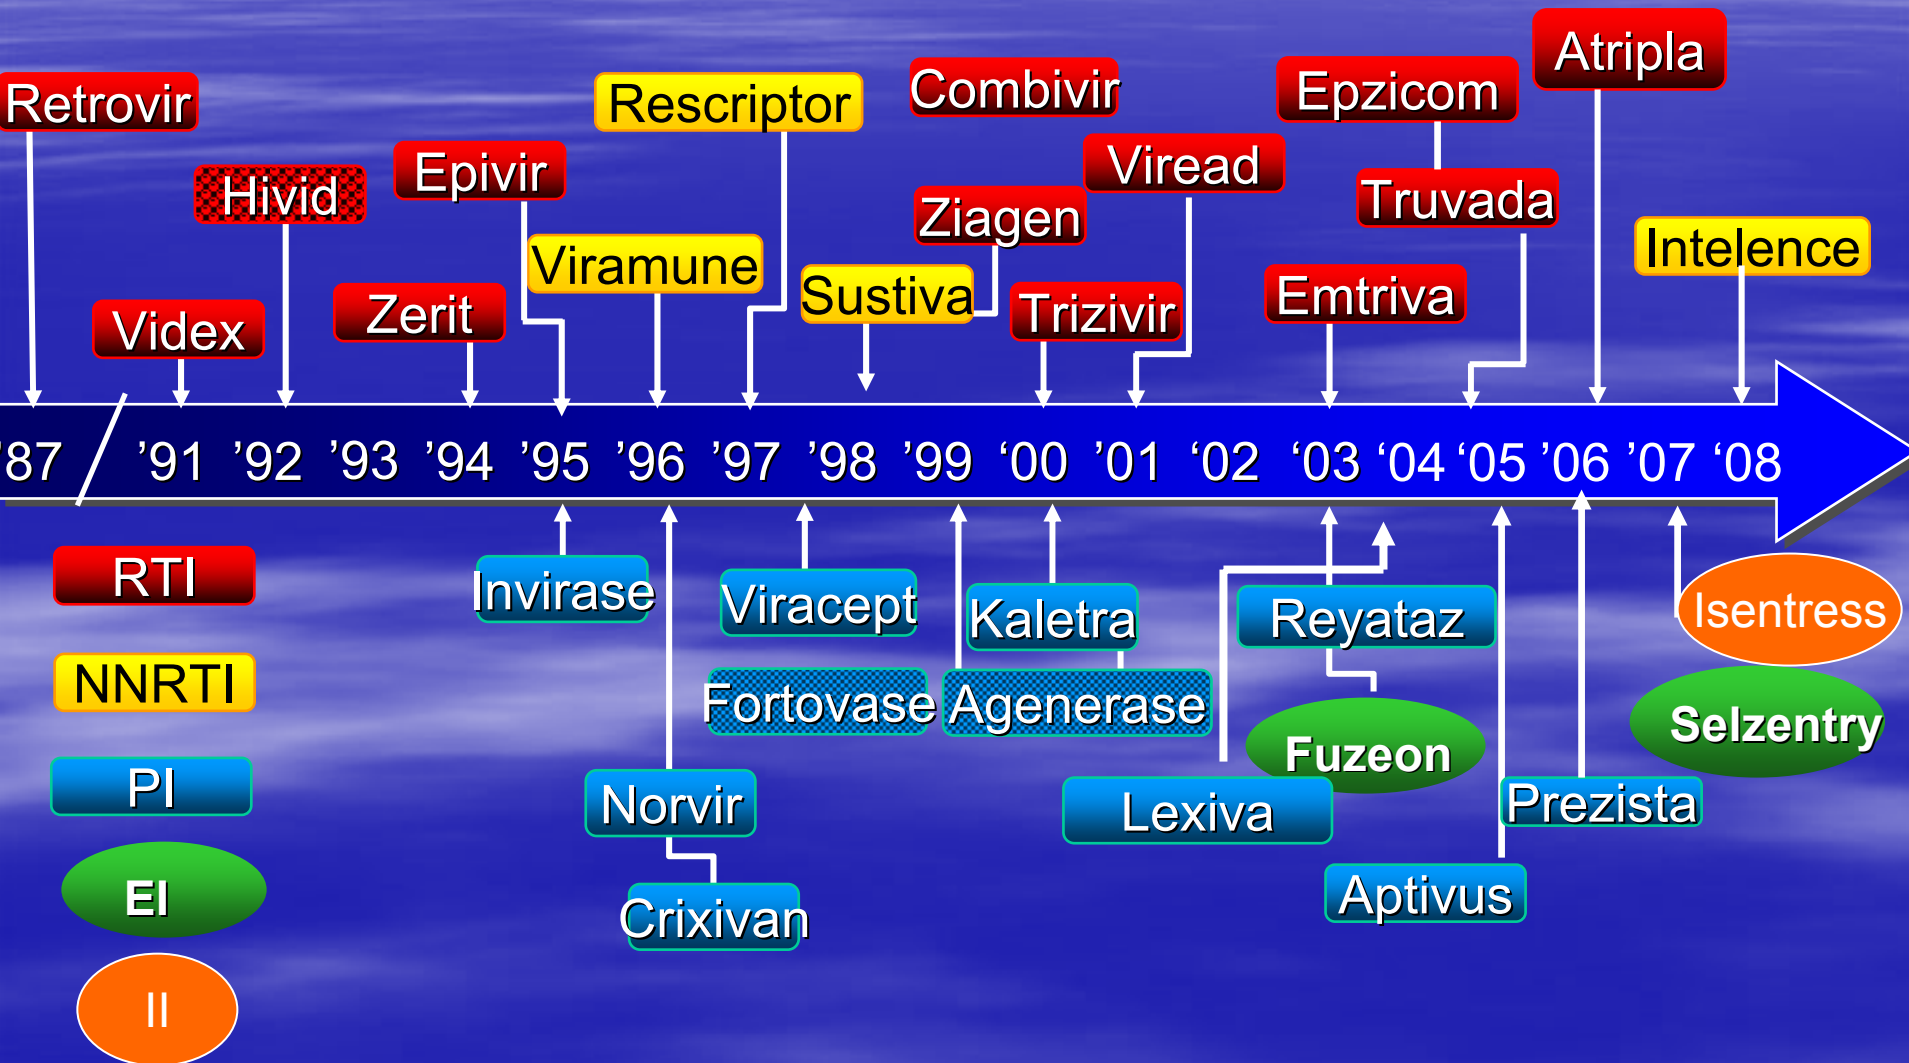 Atripla
Retrovir
Rescriptor
Combivir
Epzicom
Hivid
Epivir
Viread
Truvada
Viramune
Ziagen
Intelence
Videx
Zerit
Sustiva
Trizivir
Emtriva
'87 ’91 ’92 ’93 ’94 ’95 ’96 ’97 ’98 ’99 ‘00 ’01 ‘02 ‘03 ‘04 ‘05 ’06 ’07 ‘08
RTI
Invirase
Viracept
Kaletra
Reyataz
Isentress
NNRTI
Fortovase
Agenerase
Fuzeon
Selzentry
PI
Norvir
Lexiva
Prezista
EI
Crixivan
Aptivus
II